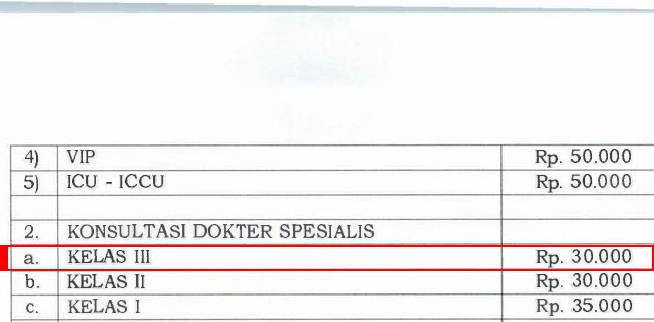 4) VIP Rp. 50.000
5) ICU - ICCU Rp. 50.000
2. KONSULTASI DOKTER SPESIALIS
a. KELAS III Rp. 30.000
b. KELAS II Rp. 30.000
c. KELAS I Rp. 35.000